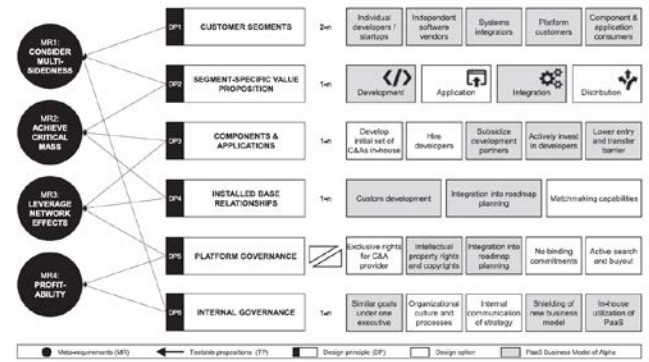 MR1:
CONSIDER
MULTI-
SIDEDNESS
MR2:
ACHIEVE
CRITICAL
MASS
MR3:
LEVERAGE
NETWORK
EFFECTS
MR4:
PROFIT-
ABILITY
DP1
CUSTOMER SEGMENTS
2-n
Individual
developers /
startups
Independent
software
vendors
Systems
integrators
Platform
customers
Component &
application
consumers
DP2
SEGMENT-SPECIFIC VALUE
PROPOSITION
1-n
</>
Development
Application
Integration
Distribution
DP3
COMPONENTS &
APPLICATIONS
1-n
Develop
initial set of
C&As in-house
Hire
developers
Subsidize
development
partners
Actively invest
in developers
Lower entry
and transfer
barrier
DP4
INSTALLED BASE
RELATIONSHIPS
1-n
Custom development
Integration into roadmap
planning
Matchmaking capabilities
DP5
PLATFORM GOVERNANCE
Exclusive rights
for C&A
provider
Intellectual
property rights
and copyrights
Integration into
roadmap
planning
No binding
commitments
Active search
and buyout
DP6
INTERNAL GOVERNANCE
1-n
Similar goals
under one
executive
Organizational
culture and
processes
Internal
communication
of strategy
Shielding of
new business
model
In-house
utilization of
PaaS
Meta-requirements (MR)
Testable propositions (TP)
Design principle (DP)
Design option
PaaS Business Model of Alpha